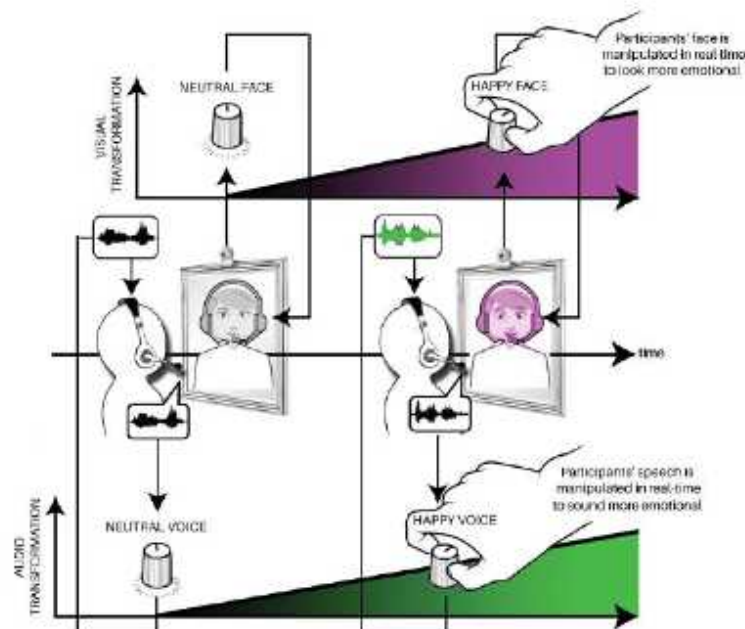 Participants' face is
manipulated in real-time
to look more emotional
NEUTRAL FACE
HAPPY FACE
VISUAL
TRANSFORMATION
time
Participants' speech is
manipulated in real-time
to sound more emotional
NEUTRAL VOICE
HAPPY VOICE
AUDIO
TRANSFORMATION